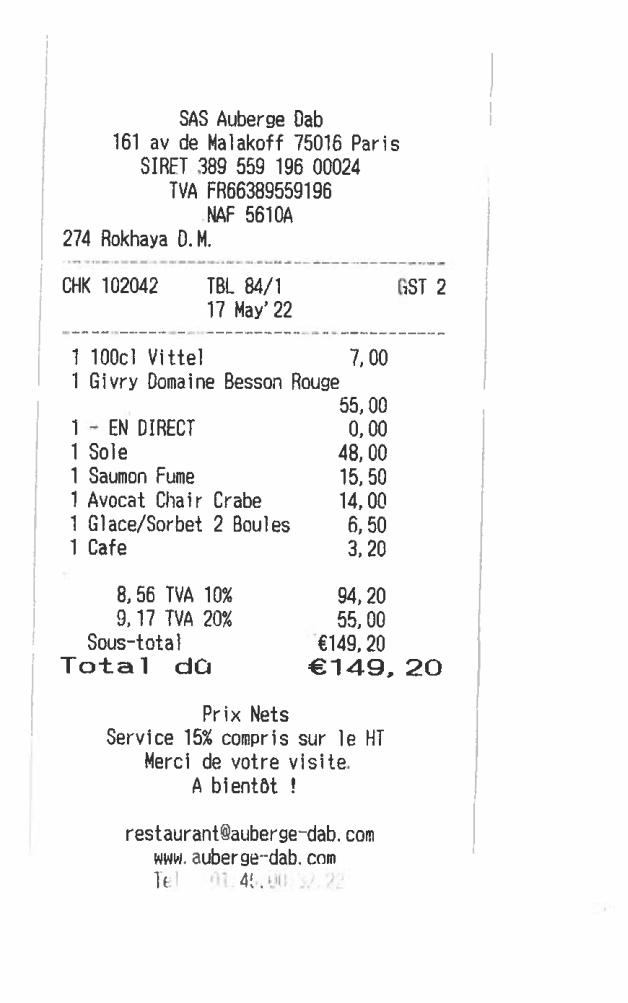 SAS Auberge Dab
161 av de Malakoff 75016 Paris
SIRET 389 559 196 00024
TVA FR66389559196
NAF 5610A
274 Rokhaya D.M.
CHK 102042 TBL 84/1 GST 2
17 May'22
1 100cl Vittel 7,00
1 Givry Domaine Besson Rouge
55,00
1 - EN DIRECT 0,00
1 Sole 48,00
1 Saumon Fume 15,50
1 Avocat Chair Crabe 14,00
1 Glace/Sorbet 2 Boules 6,50
1 Cafe 3,20
8,56 TVA 10% 94,20
9,17 TVA 20% 55,00
Sous-total €149,20
Total dû €149,20
Prix Nets
Service 15% compris sur le HT
Merci de votre visite.
A bientôt !
restaurant@auberge-dab.com
www.auberge-dab.com
Tel